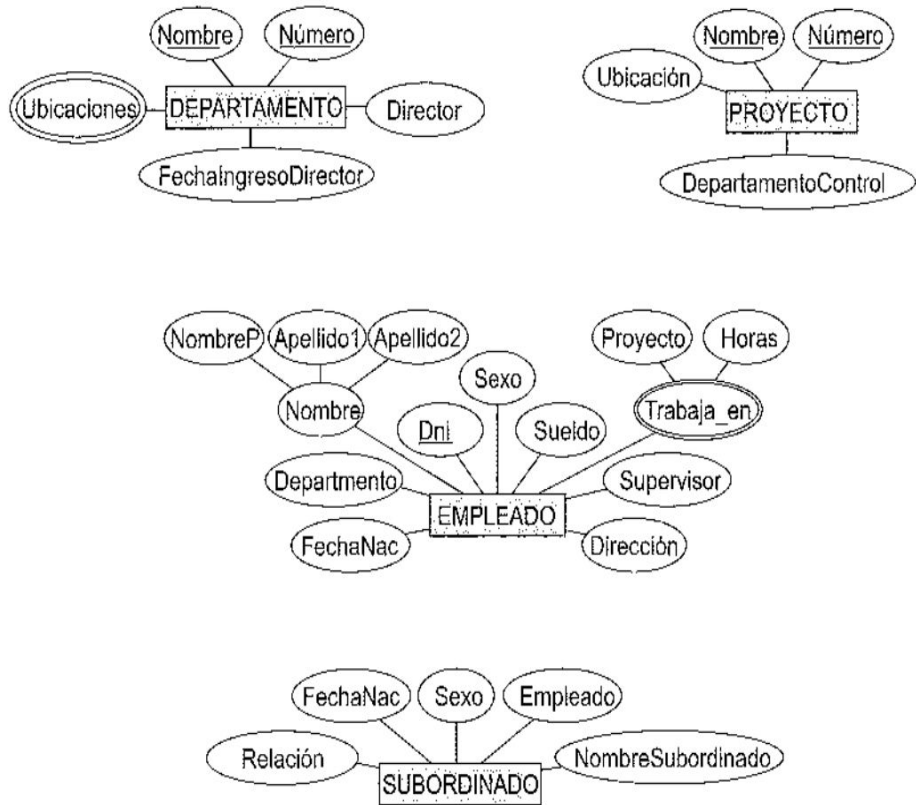 Nombre Número
Ubicaciones DEPARTAMENTO Director
FechaIngresoDirector
Nombre Número
Ubicación
PROYECTO
DepartamentoControl
NombreP Apellido1 Apellido2 Proyecto Horas
Sexo
Nombre Trabaja_en
Dni Sueldo
Departmento Supervisor
EMPLEADO
FechaNac Dirección
FechaNac Sexo Empleado
Relación NombreSubordinado
SUBORDINADO